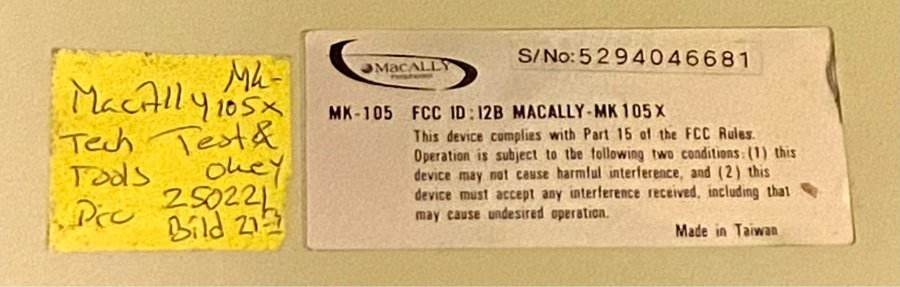 MacAlly Mk-105x
Tech Test &
Tools okey
Pro 250221
Bild 21-
MacALLY
Peripherals
S/No: 5294046681
MK-105 FCC ID: I2B MACALLY-MK105X
This device complies with Part 15 of the FCC Rules.
Operation is subject to the following two conditions: (1) this
device may not cause harmful interference, and (2) this
device must accept any interference received, including that
may cause undesired operation.
Made in Taiwan